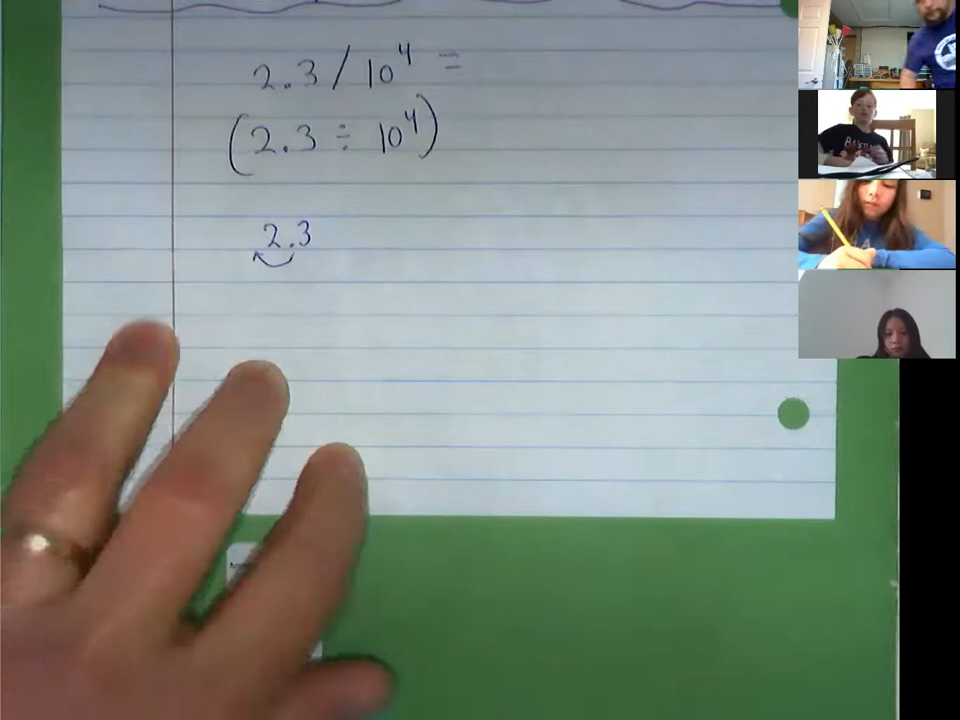 2.3 / 10⁴ =
(2.3 ÷ 10⁴)
2.3